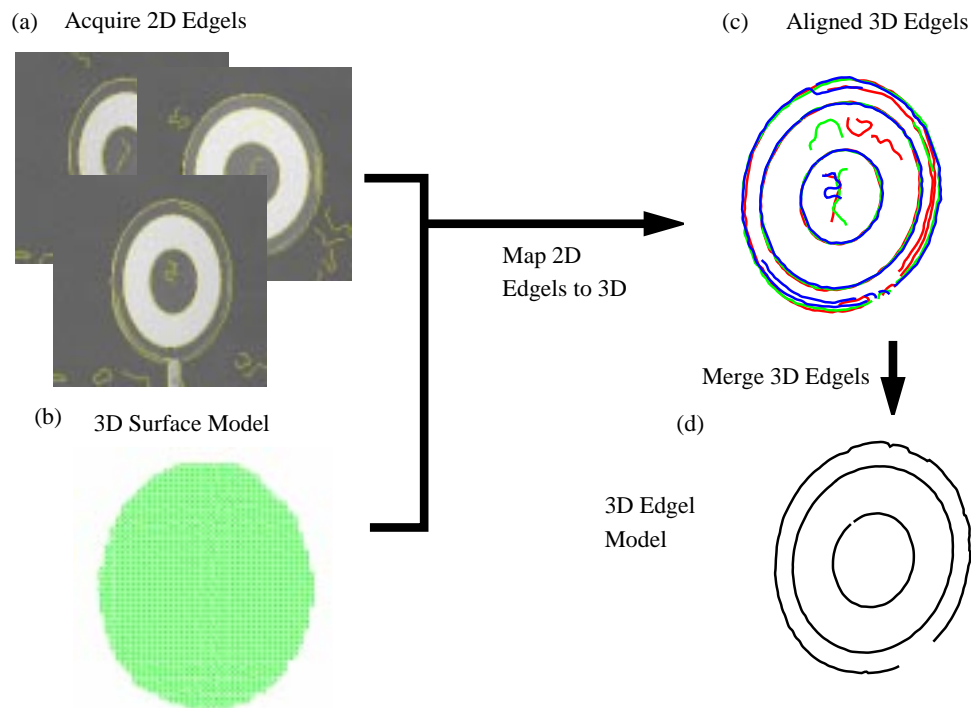 (a) Acquire 2D Edgels
(c) Aligned 3D Edgels
Map 2D
Edgels to 3D
Merge 3D Edgels
(b) 3D Surface Model
(d)
3D Edgel
Model